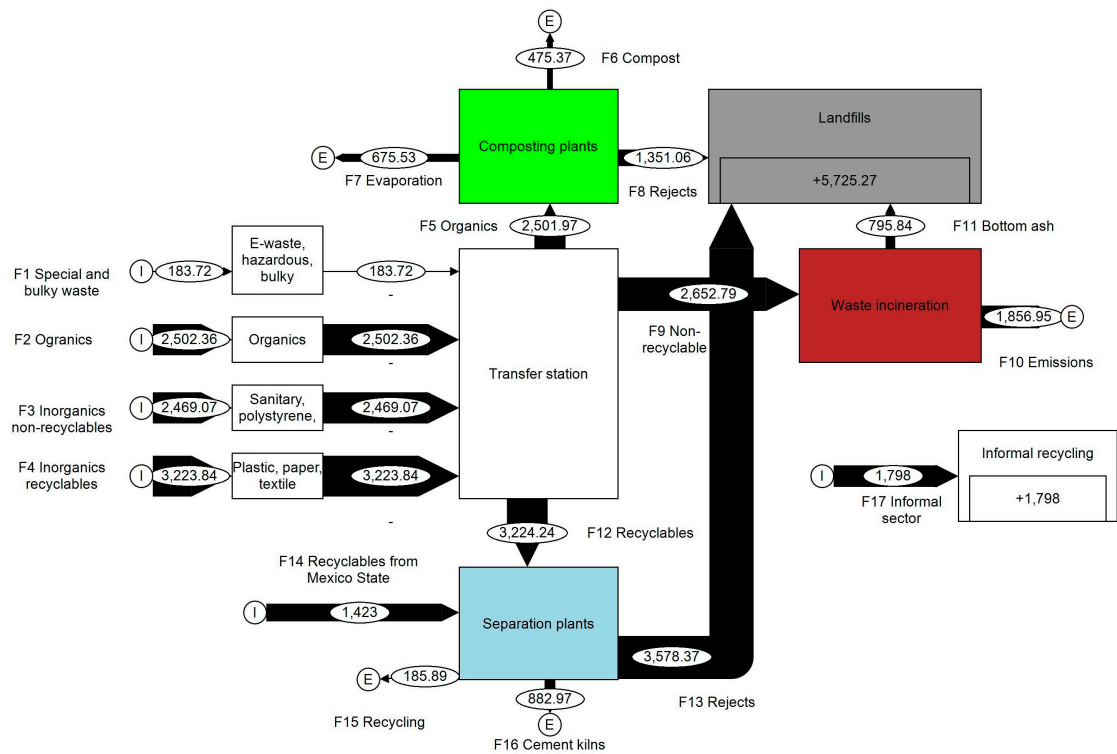 E
475.37
F6 Compost
Composting plants
Landfills
+5,725.27
E
675.53
F7 Evaporation
1,351.06
F8 Rejects
F5 Organics
2,501.97
795.84
F11 Bottom ash
F1 Special and
bulky waste
I
183.72
E-waste,
hazardous,
bulky
183.72
-
F2 Ogranics
I
2,502.36
Organics
2,502.36
-
F3 Inorganics
non-recyclables
I
2,469.07
Sanitary,
polystyrene,
2,469.07
-
F4 Inorganics
recyclables
I
3,223.84
Plastic, paper,
textile
3,223.84
-
Transfer station
2,652.79
F9 Non-
recyclable
Waste incineration
1,856.95
E
F10 Emissions
Informal recycling
+1,798
I
1,798
F17 Informal
sector
3,224.24
F12 Recyclables
F14 Recyclables from
Mexico State
I
1,423
Separation plants
3,578.37
F13 Rejects
E
185.89
F15 Recycling
882.97
E
F16 Cement kilns